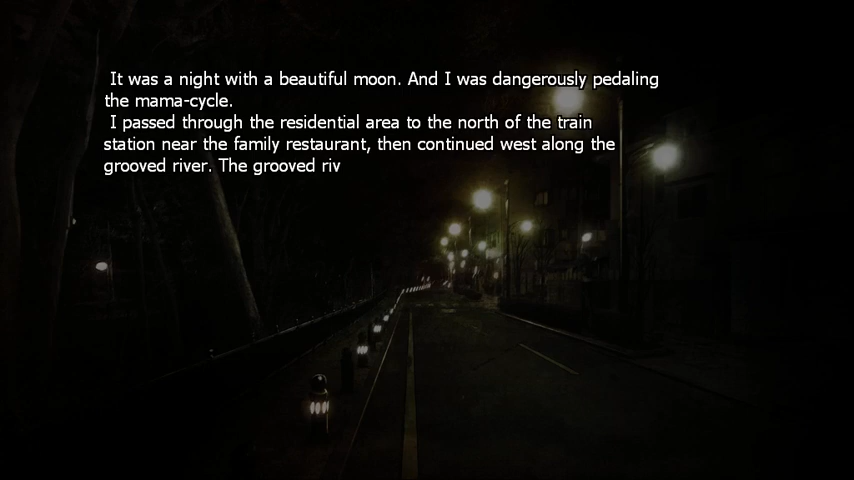 It was a night with a beautiful moon. And I was dangerously pedaling
the mama-cycle.
I passed through the residential area to the north of the train
station near the family restaurant, then continued west along the
grooved river. The grooved riv